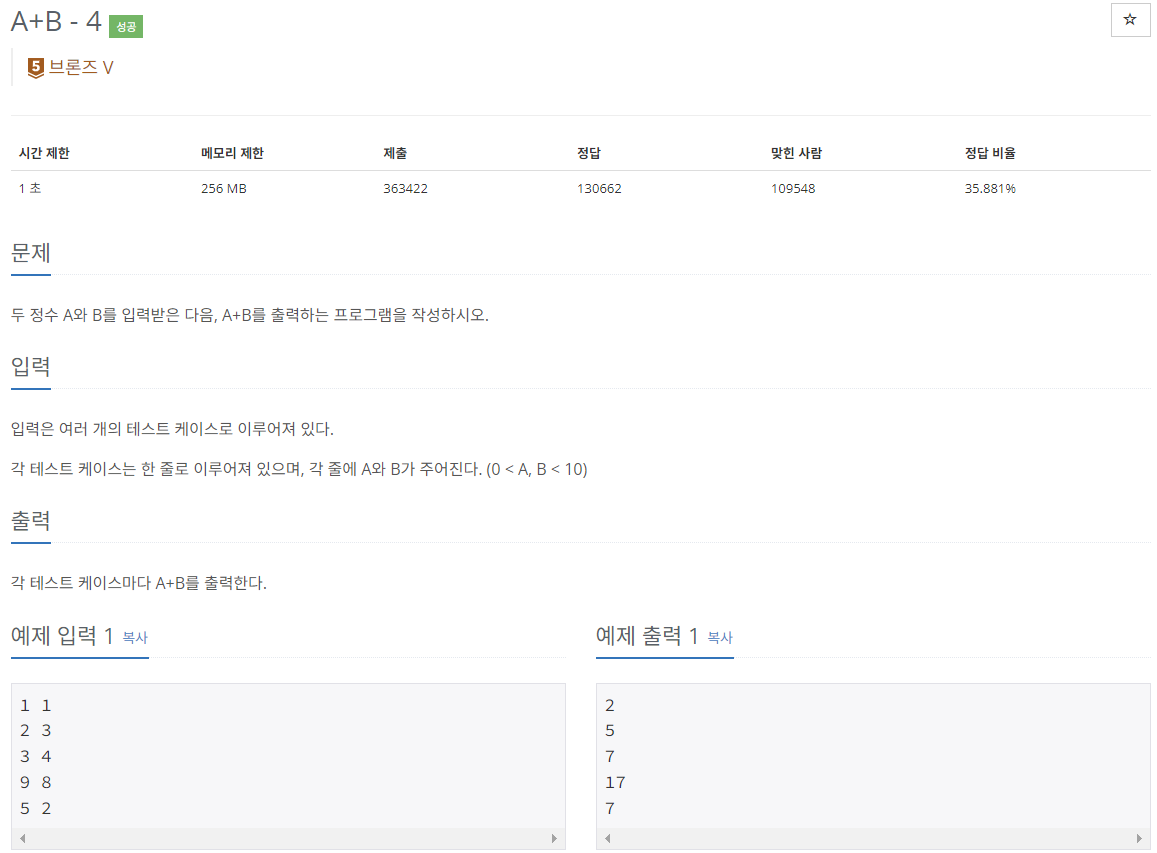 A+B - 4 성공
☆
5 브론즈 V
시간 제한 메모리 제한 제출 정답 맞힌 사람 정답 비율
1 초 256 MB 363422 130662 109548 35.881%
문제
두 정수 A와 B를 입력받은 다음, A+B를 출력하는 프로그램을 작성하시오.
입력
입력은 여러 개의 테스트 케이스로 이루어져 있다.
각 테스트 케이스는 한 줄로 이루어져 있으며, 각 줄에 A와 B가 주어진다. (0 < A, B < 10)
출력
각 테스트 케이스마다 A+B를 출력한다.
예제 입력 1 복사
1 1
2 3
3 4
9 8
5 2
예제 출력 1 복사
2
5
7
17
7